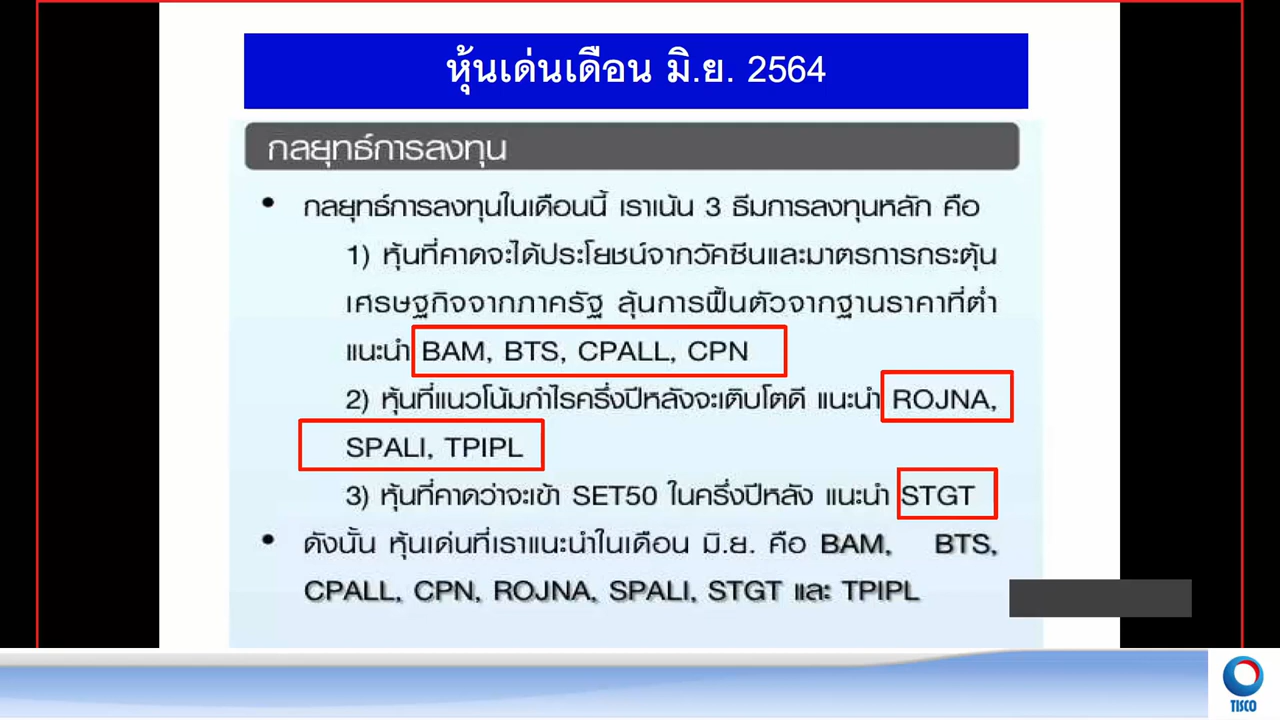 หุ้นเด่นเดือน มิ.ย. 2564
กลยุทธ์การลงทุน
• กลยุทธ์การลงทุนในเดือนนี้ เราเน้น 3 ธีมการลงทุนหลัก คือ
1) หุ้นที่คาดจะได้ประโยชน์จากวัคซีนและมาตรการกระตุ้น
เศรษฐกิจจากภาครัฐ ลุ้นการฟื้นตัวจากฐานราคาที่ต่ำ
แนะนำ BAM, BTS, CPALL, CPN
2) หุ้นที่แนวโน้มกำไรครึ่งปีหลังจะเติบโตดี แนะนำ ROJNA,
SPALI, TPIPL
3) หุ้นที่คาดว่าจะเข้า SET50 ในครึ่งปีหลัง แนะนำ STGT
• ดังนั้น หุ้นเด่นที่เราแนะนำในเดือน มิ.ย. คือ BAM, BTS,
CPALL, CPN, ROJNA, SPALI, STGT และ TPIPL
TISCO